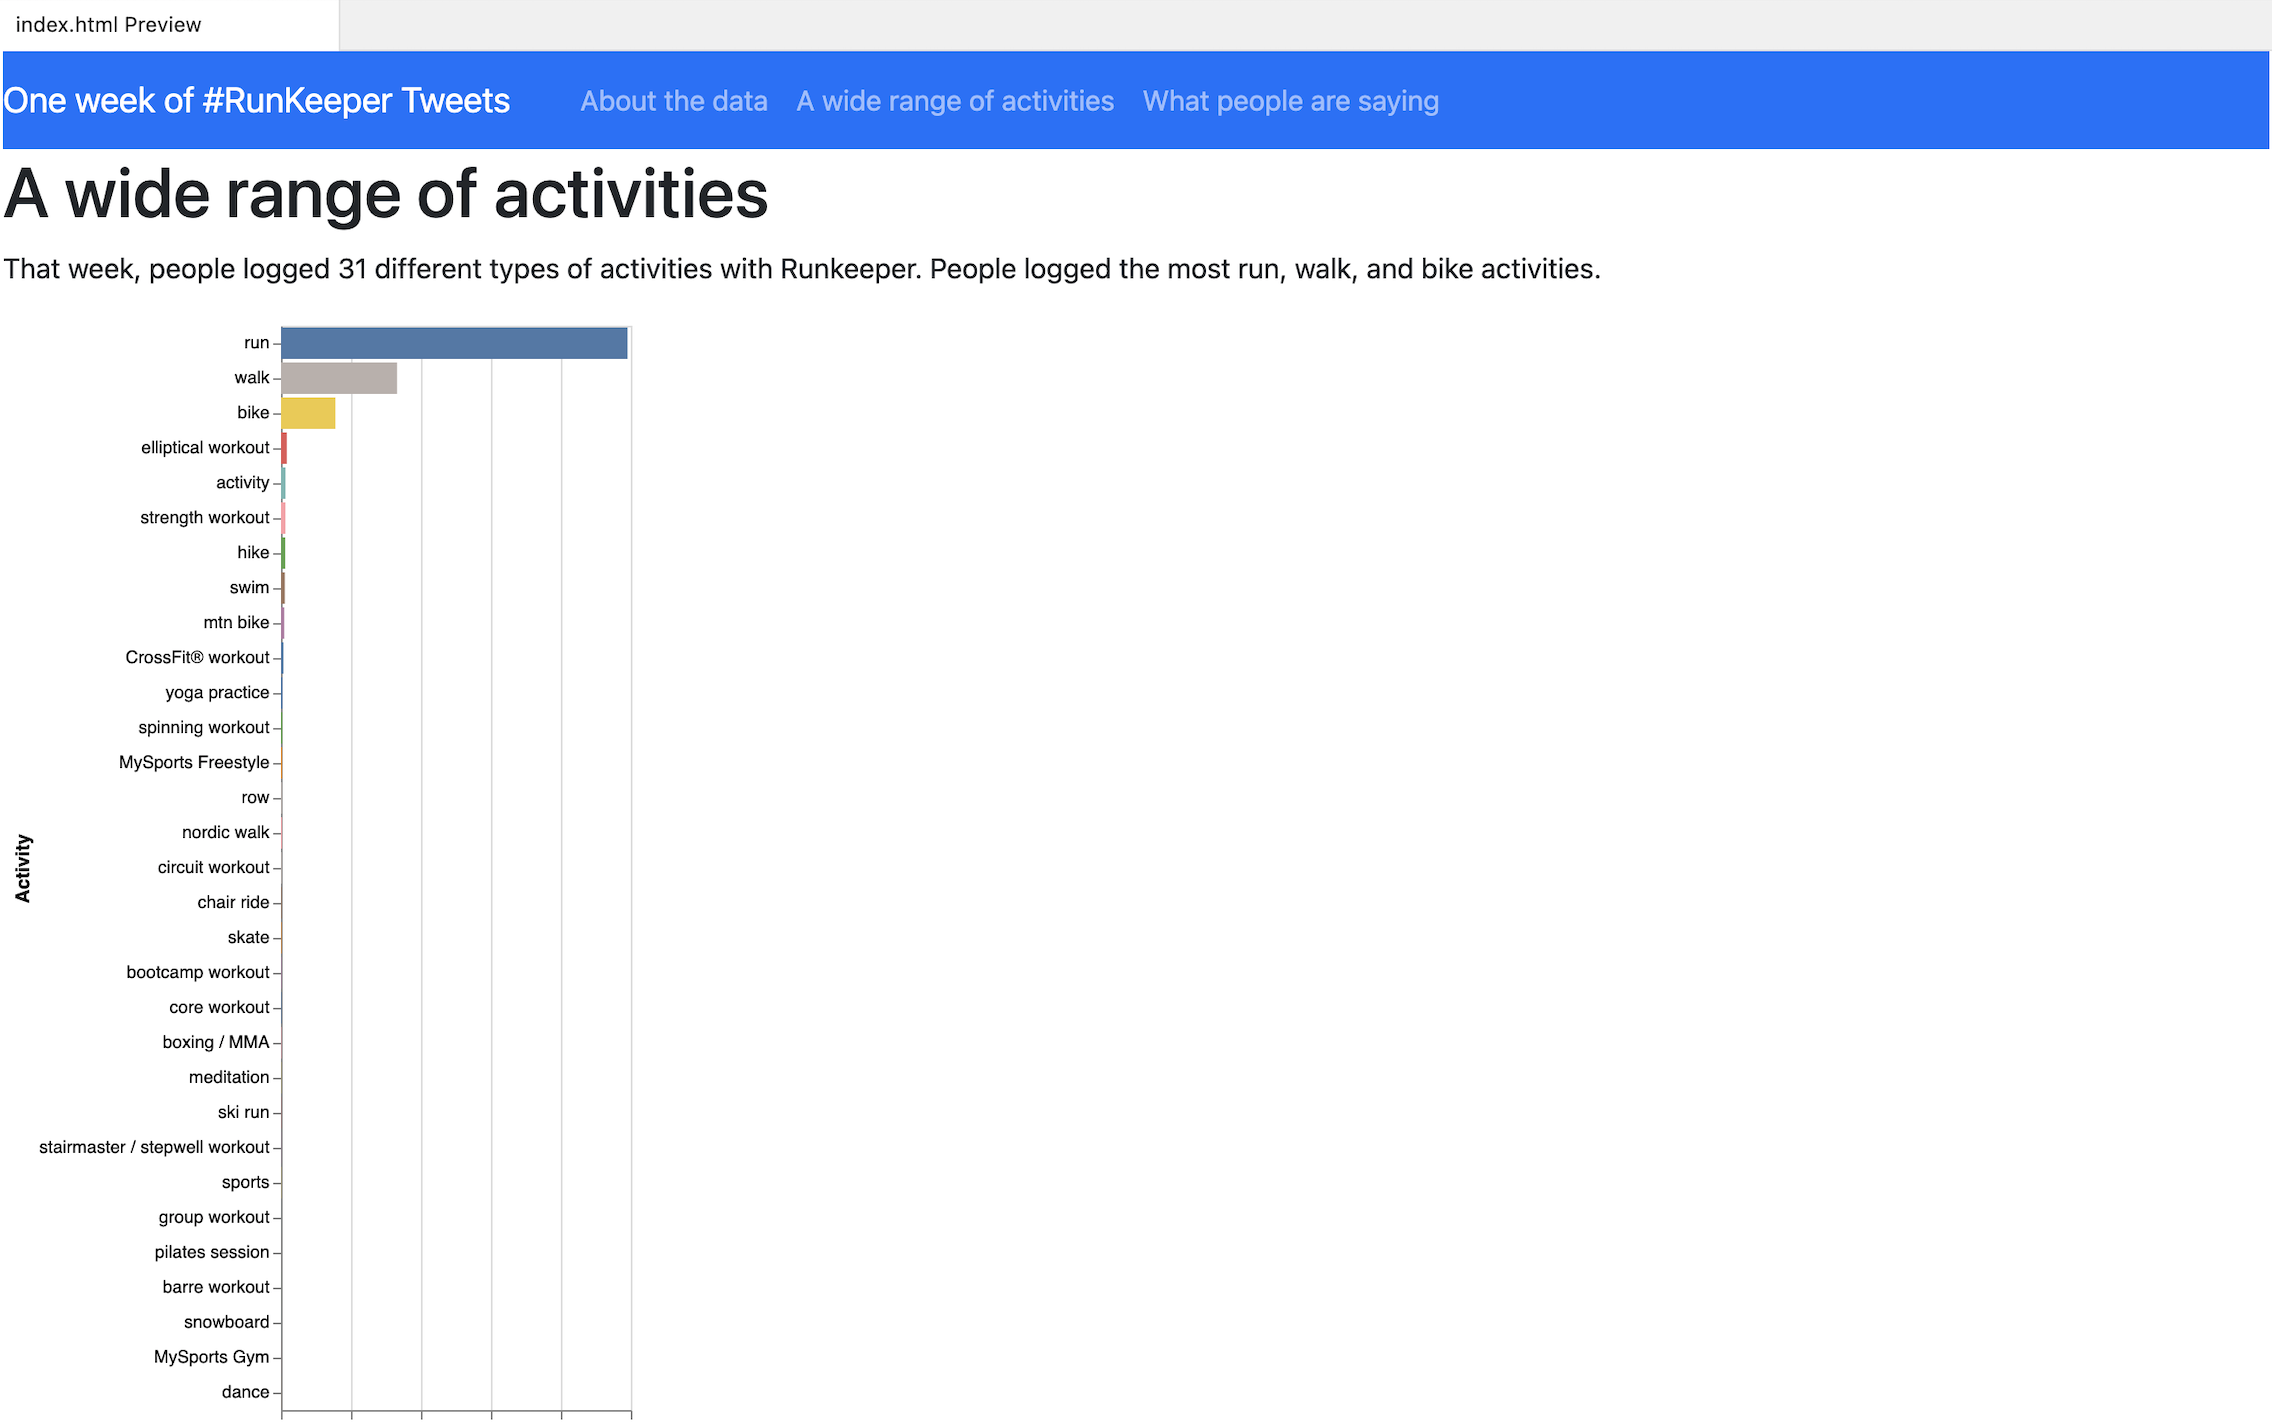 index.html Preview
One week of #RunKeeper Tweets About the data A wide range of activities What people are saying
A wide range of activities
That week, people logged 31 different types of activities with Runkeeper. People logged the most run, walk, and bike activities.
run
walk
bike
elliptical workout
activity
strength workout
hike
swim
mtn bike
CrossFit® workout
yoga practice
spinning workout
MySports Freestyle
row
nordic walk
Activity
circuit workout
chair ride
skate
bootcamp workout
core workout
boxing / MMA
meditation
ski run
stairmaster / stepwell workout
sports
group workout
pilates session
barre workout
snowboard
MySports Gym
dance